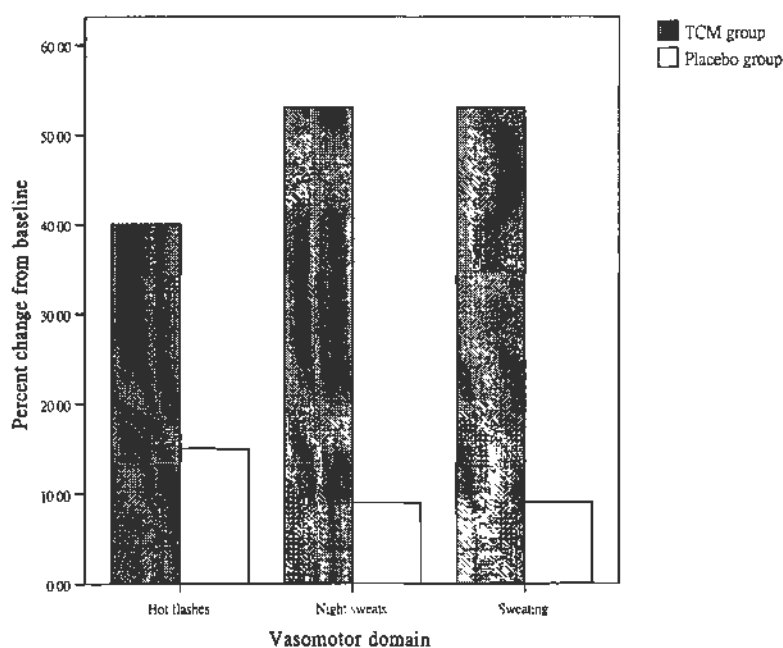 TCM group
Placebo group
60 00
50 00
40 00
30 00
20 00
10 00
0 00
Percent change from baseline
Hot flashes
Night sweats
Sweating
Vasomotor domain